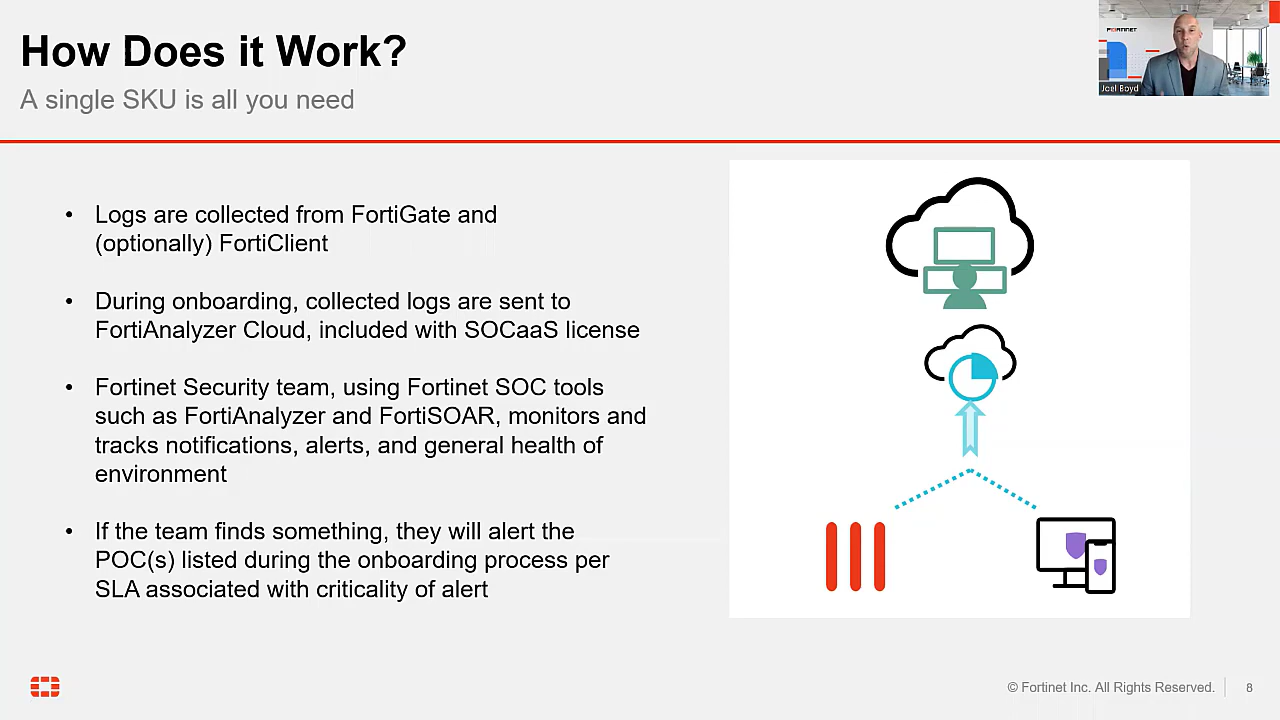 How Does it Work?
A single SKU is all you need
FORTINET
Joel Boyd
• Logs are collected from FortiGate and
(optionally) FortiClient
• During onboarding, collected logs are sent to
FortiAnalyzer Cloud, included with SOCaaS license
• Fortinet Security team, using Fortinet SOC tools
such as FortiAnalyzer and FortiSOAR, monitors and
tracks notifications, alerts, and general health of
environment
• If the team finds something, they will alert the
POC(s) listed during the onboarding process per
SLA associated with criticality of alert
© Fortinet Inc. All Rights Reserved.
8